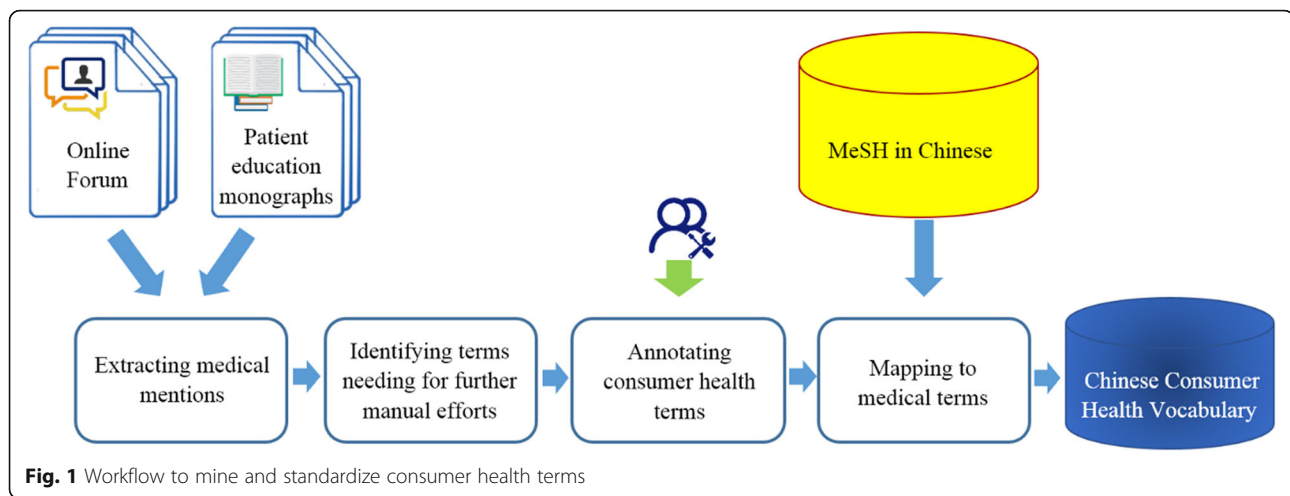 Online
Forum
Patient
education
monographs
MeSH in Chinese
Extracting medical
mentions
Identifying terms
needing for further
manual efforts
Annotating
consumer health
terms
Mapping to
medical terms
Chinese Consumer
Health Vocabulary
Fig. 1 Workflow to mine and standardize consumer health terms